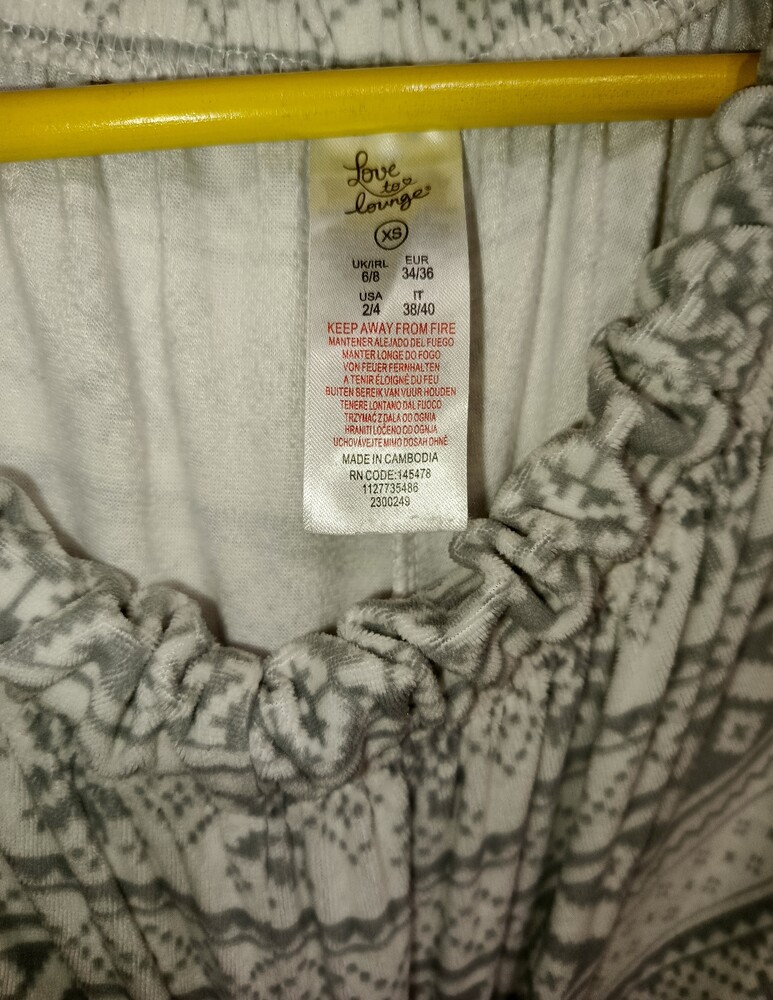 Love
to
lounge®
XS
UK/IRL EUR
6/8 34/36
USA IT
2/4 38/40
KEEP AWAY FROM FIRE
MANTENER ALEJADO DEL FUEGO
MANTER LONGE DO FOGO
VON FEUER FERNHALTEN
A TENIR ÉLOIGNÉ DU FEU
BUITEN BEREIK VAN VUUR HOUDEN
TENERE LONTANO DAL FUOCO
TRZYMAĆ Z DALA OD OGNIA
HRANITI LOČENO OD OGNJA
UCHOVÁVEJTE MIMO DOSAH OHNĚ
MADE IN CAMBODIA
RN CODE:145478
1127735486
2300249